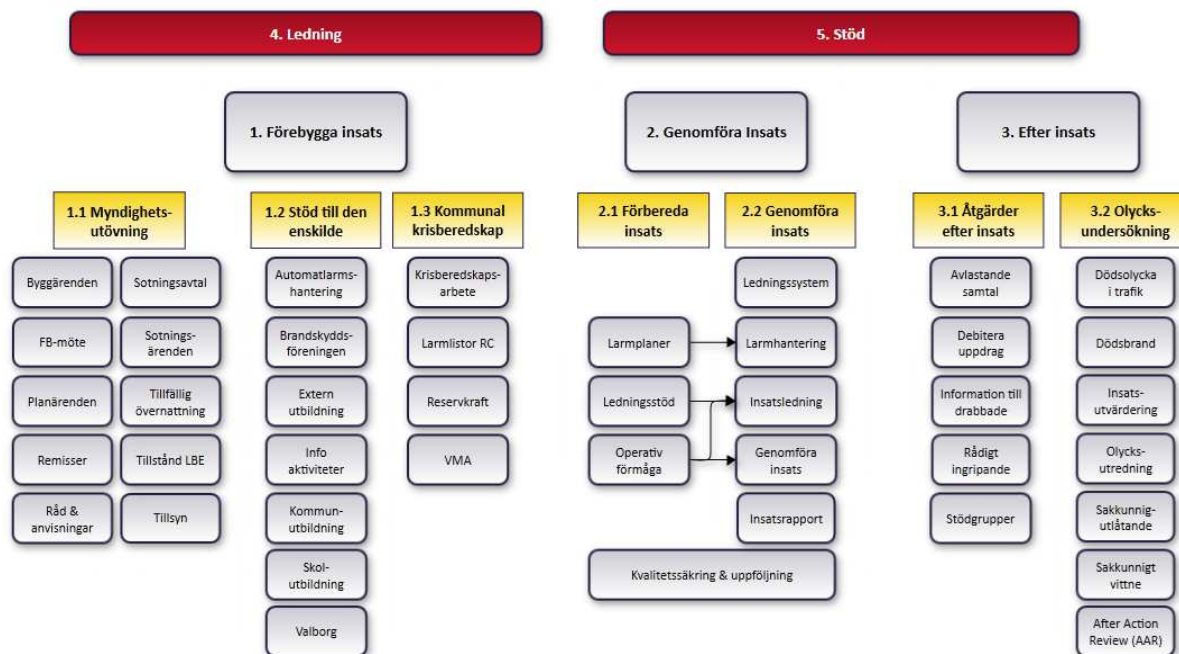 4. Ledning
5. Stöd
1. Förebygga insats
2. Genomföra Insats
3. Efter insats
1.1 Myndighets-
utövning
1.2 Stöd till den
enskilde
1.3 Kommunal
krisberedskap
2.1 Förbereda
insats
2.2 Genomföra
insats
3.1 Åtgärder
efter insats
3.2 Olycks-
undersökning
Byggärenden
FB-möte
Planärenden
Remisser
Råd &
anvisningar
Sotningsavtal
Sotnings-
ärenden
Tillfällig
övernattning
Tillstånd LBE
Tillsyn
Automatlarms-
hantering
Brandskydds-
föreningen
Extern
utbildning
Info
aktiviteter
Kommun-
utbildning
Skol-
utbildning
Valborg
Krisberedskaps-
arbete
Larmlistor RC
Reservkraft
VMA
Larmplaner
Ledningsstöd
Operativ
förmåga
Ledningssystem
Larmhantering
Insatsledning
Genomföra
insats
Insatsrapport
Kvalitetssäkring & uppföljning
Avlastande
samtal
Debitera
uppdrag
Information till
drabbade
Rådigt
ingripande
Stödgrupper
Dödsolycka
i trafik
Dödsbrand
Insats-
utvärdering
Olycks-
utredning
Sakkunnig-
utlåtande
Sakkunnigt
vittne
After Action
Review (AAR)